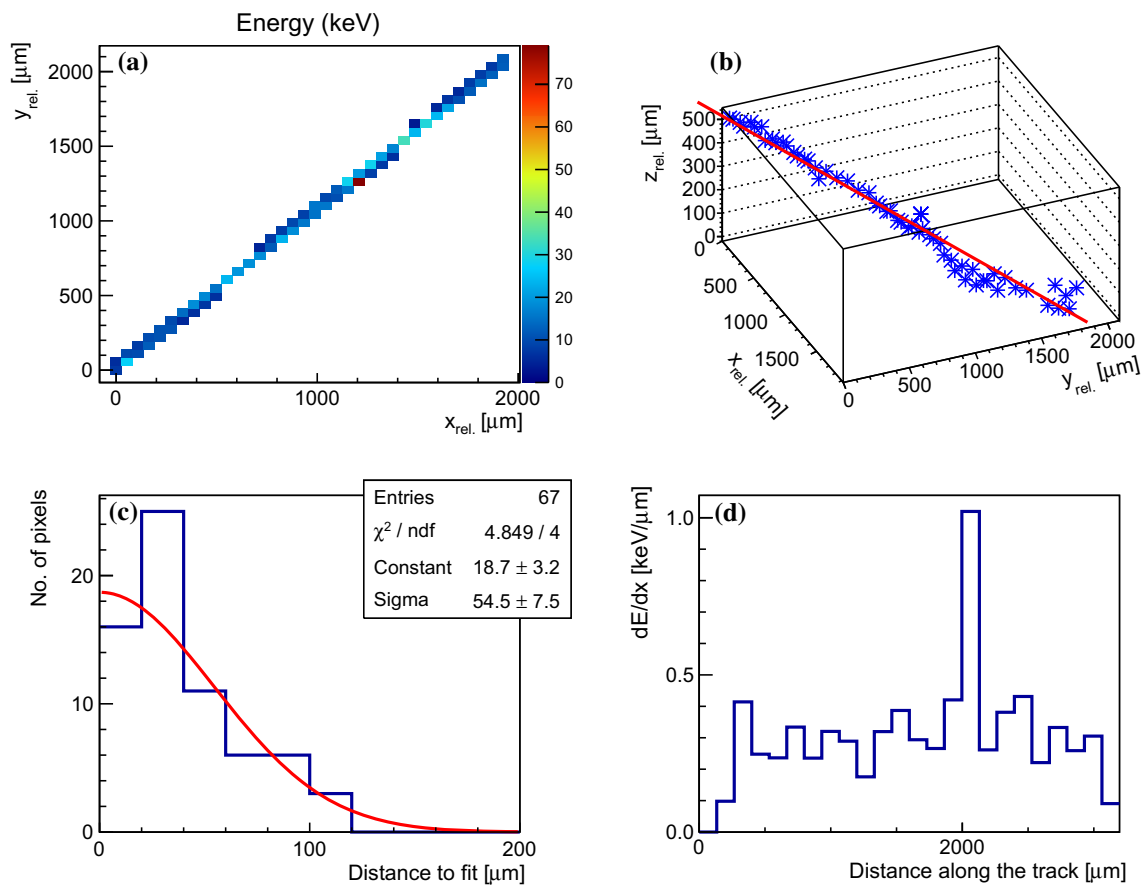 Energy (keV)
(a)
y_rel. [μm]
2000
1500
1000
500
0
0
1000
2000
x_rel. [μm]
70
60
50
40
30
20
10
0
(b)
z_rel. [μm]
500
400
300
200
100
0
0
500
1000
1500
x_rel. [μm]
0
500
1000
1500
2000
y_rel. [μm]
(c)
No. of pixels
20
10
0
0
100
200
Distance to fit [μm]
Entries 67
χ² / ndf 4.849 / 4
Constant 18.7 ± 3.2
Sigma 54.5 ± 7.5
(d)
dE/dx [keV/μm]
1.0
0.5
0.0
0
2000
Distance along the track [μm]